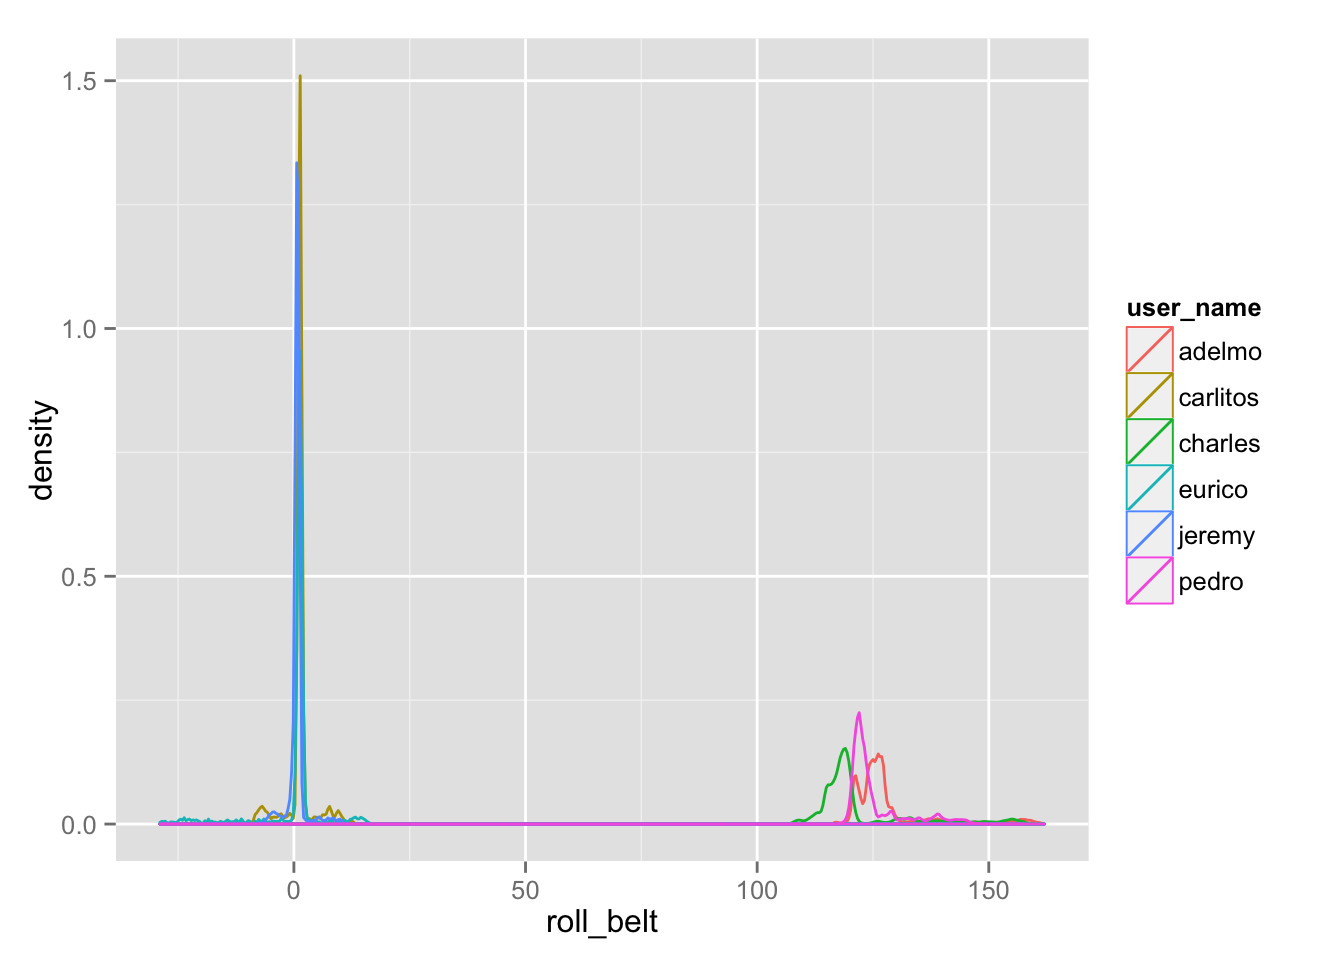 1.5
1.0
0.5
0.0
density
0 50 100 150
roll_belt
user_name
adelmo
carlitos
charles
eurico
jeremy
pedro